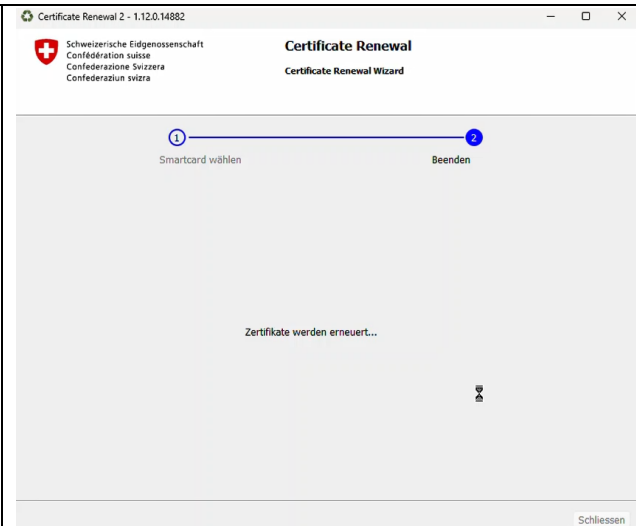 Certificate Renewal 2 - 1.12.0.14882
Schweizerische Eidgenossenschaft
Confédération suisse
Confederazione Svizzera
Confederaziun svizra
Certificate Renewal
Certificate Renewal Wizard
1
2
Smartcard wählen
Beenden
Zertifikate werden erneuert...
Schliessen